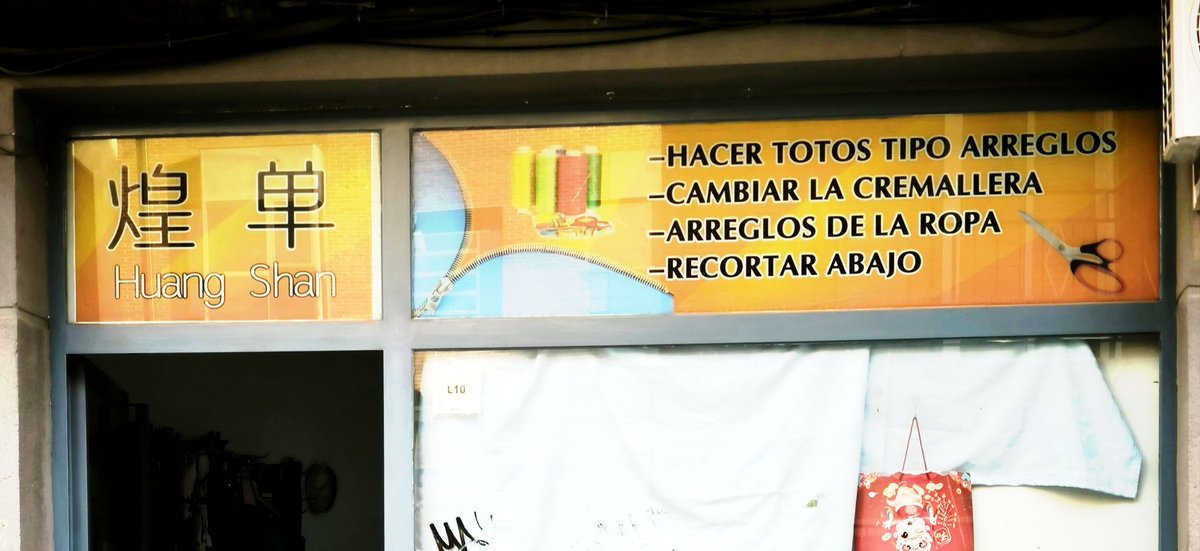 煌 单
Huang Shan
–HACER TOTOS TIPO ARREGLOS
–CAMBIAR LA CREMALLERA
–ARREGLOS DE LA ROPA
–RECORTAR ABAJO
L10